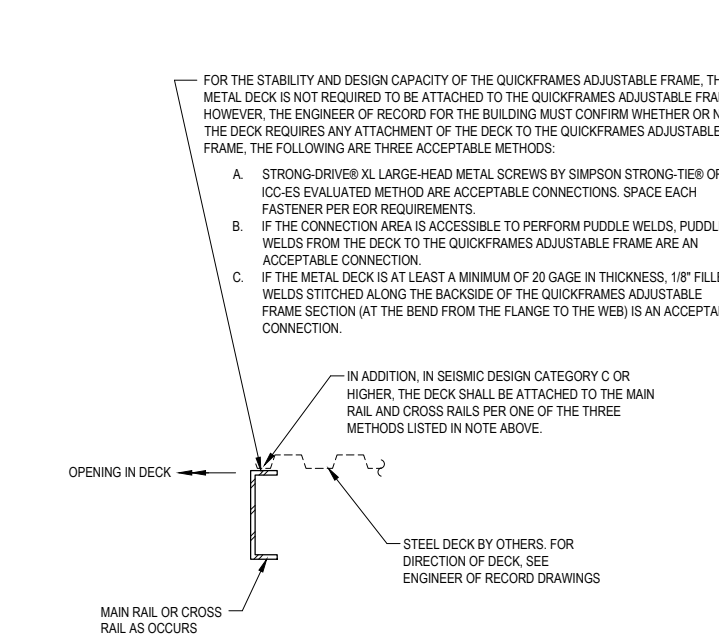 FOR THE STABILITY AND DESIGN CAPACITY OF THE QUICKFRAMES ADJUSTABLE FRAME,
METAL DECK IS NOT REQUIRED TO BE ATTACHED TO THE QUICKFRAMES ADJUSTABLE
HOWEVER, THE ENGINEER OF RECORD FOR THE BUILDING MUST CONFIRM WHETHER OR
THE DECK REQUIRES ANY ATTACHMENT OF THE DECK TO THE QUICKFRAMES ADJUSTABLE
FRAME, THE FOLLOWING ARE THREE ACCEPTABLE METHODS:
A. STRONG-DRIVE® XL LARGE-HEAD METAL SCREWS BY SIMPSON STRONG-TIE®
ICC-ES EVALUATED METHOD ARE ACCEPTABLE CONNECTIONS. SPACE EACH
FASTENER PER EOR REQUIREMENTS.
B. IF THE CONNECTION AREA IS ACCESSIBLE TO PERFORM PUDDLE WELDS,
WELDS FROM THE DECK TO THE QUICKFRAMES ADJUSTABLE FRAME ARE AN
ACCEPTABLE CONNECTION.
C. IF THE METAL DECK IS AT LEAST A MINIMUM OF 20 GAGE IN THICKNESS, 1/8"
WELDS STITCHED ALONG THE BACKSIDE OF THE QUICKFRAMES ADJUSTABLE
FRAME SECTION (AT THE BEND FROM THE FLANGE TO THE WEB) IS AN
CONNECTION.
IN ADDITION, IN SEISMIC DESIGN CATEGORY C OR
HIGHER, THE DECK SHALL BE ATTACHED TO THE MAIN
RAIL AND CROSS RAILS PER ONE OF THE THREE
METHODS LISTED IN NOTE ABOVE.
OPENING IN DECK
STEEL DECK BY OTHERS. FOR
DIRECTION OF DECK, SEE
ENGINEER OF RECORD DRAWINGS
MAIN RAIL OR CROSS
RAIL AS OCCURS